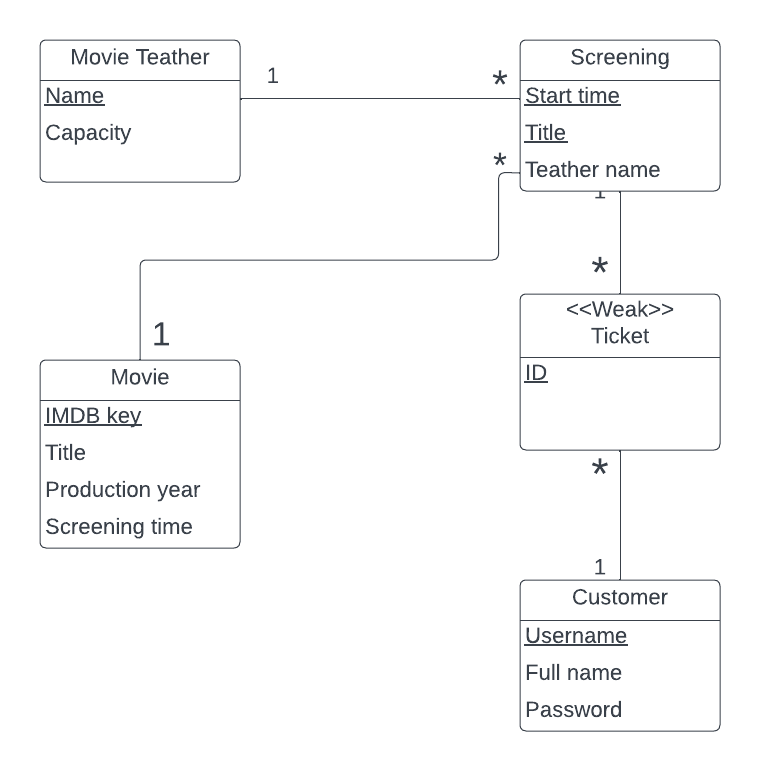 Movie Teather
Name
Capacity
1
*
Screening
Start time
Title
Teather name
*
1
*
1
Movie
IMDB key
Title
Production year
Screening time
<<Weak>>
Ticket
ID
*
1
Customer
Username
Full name
Password